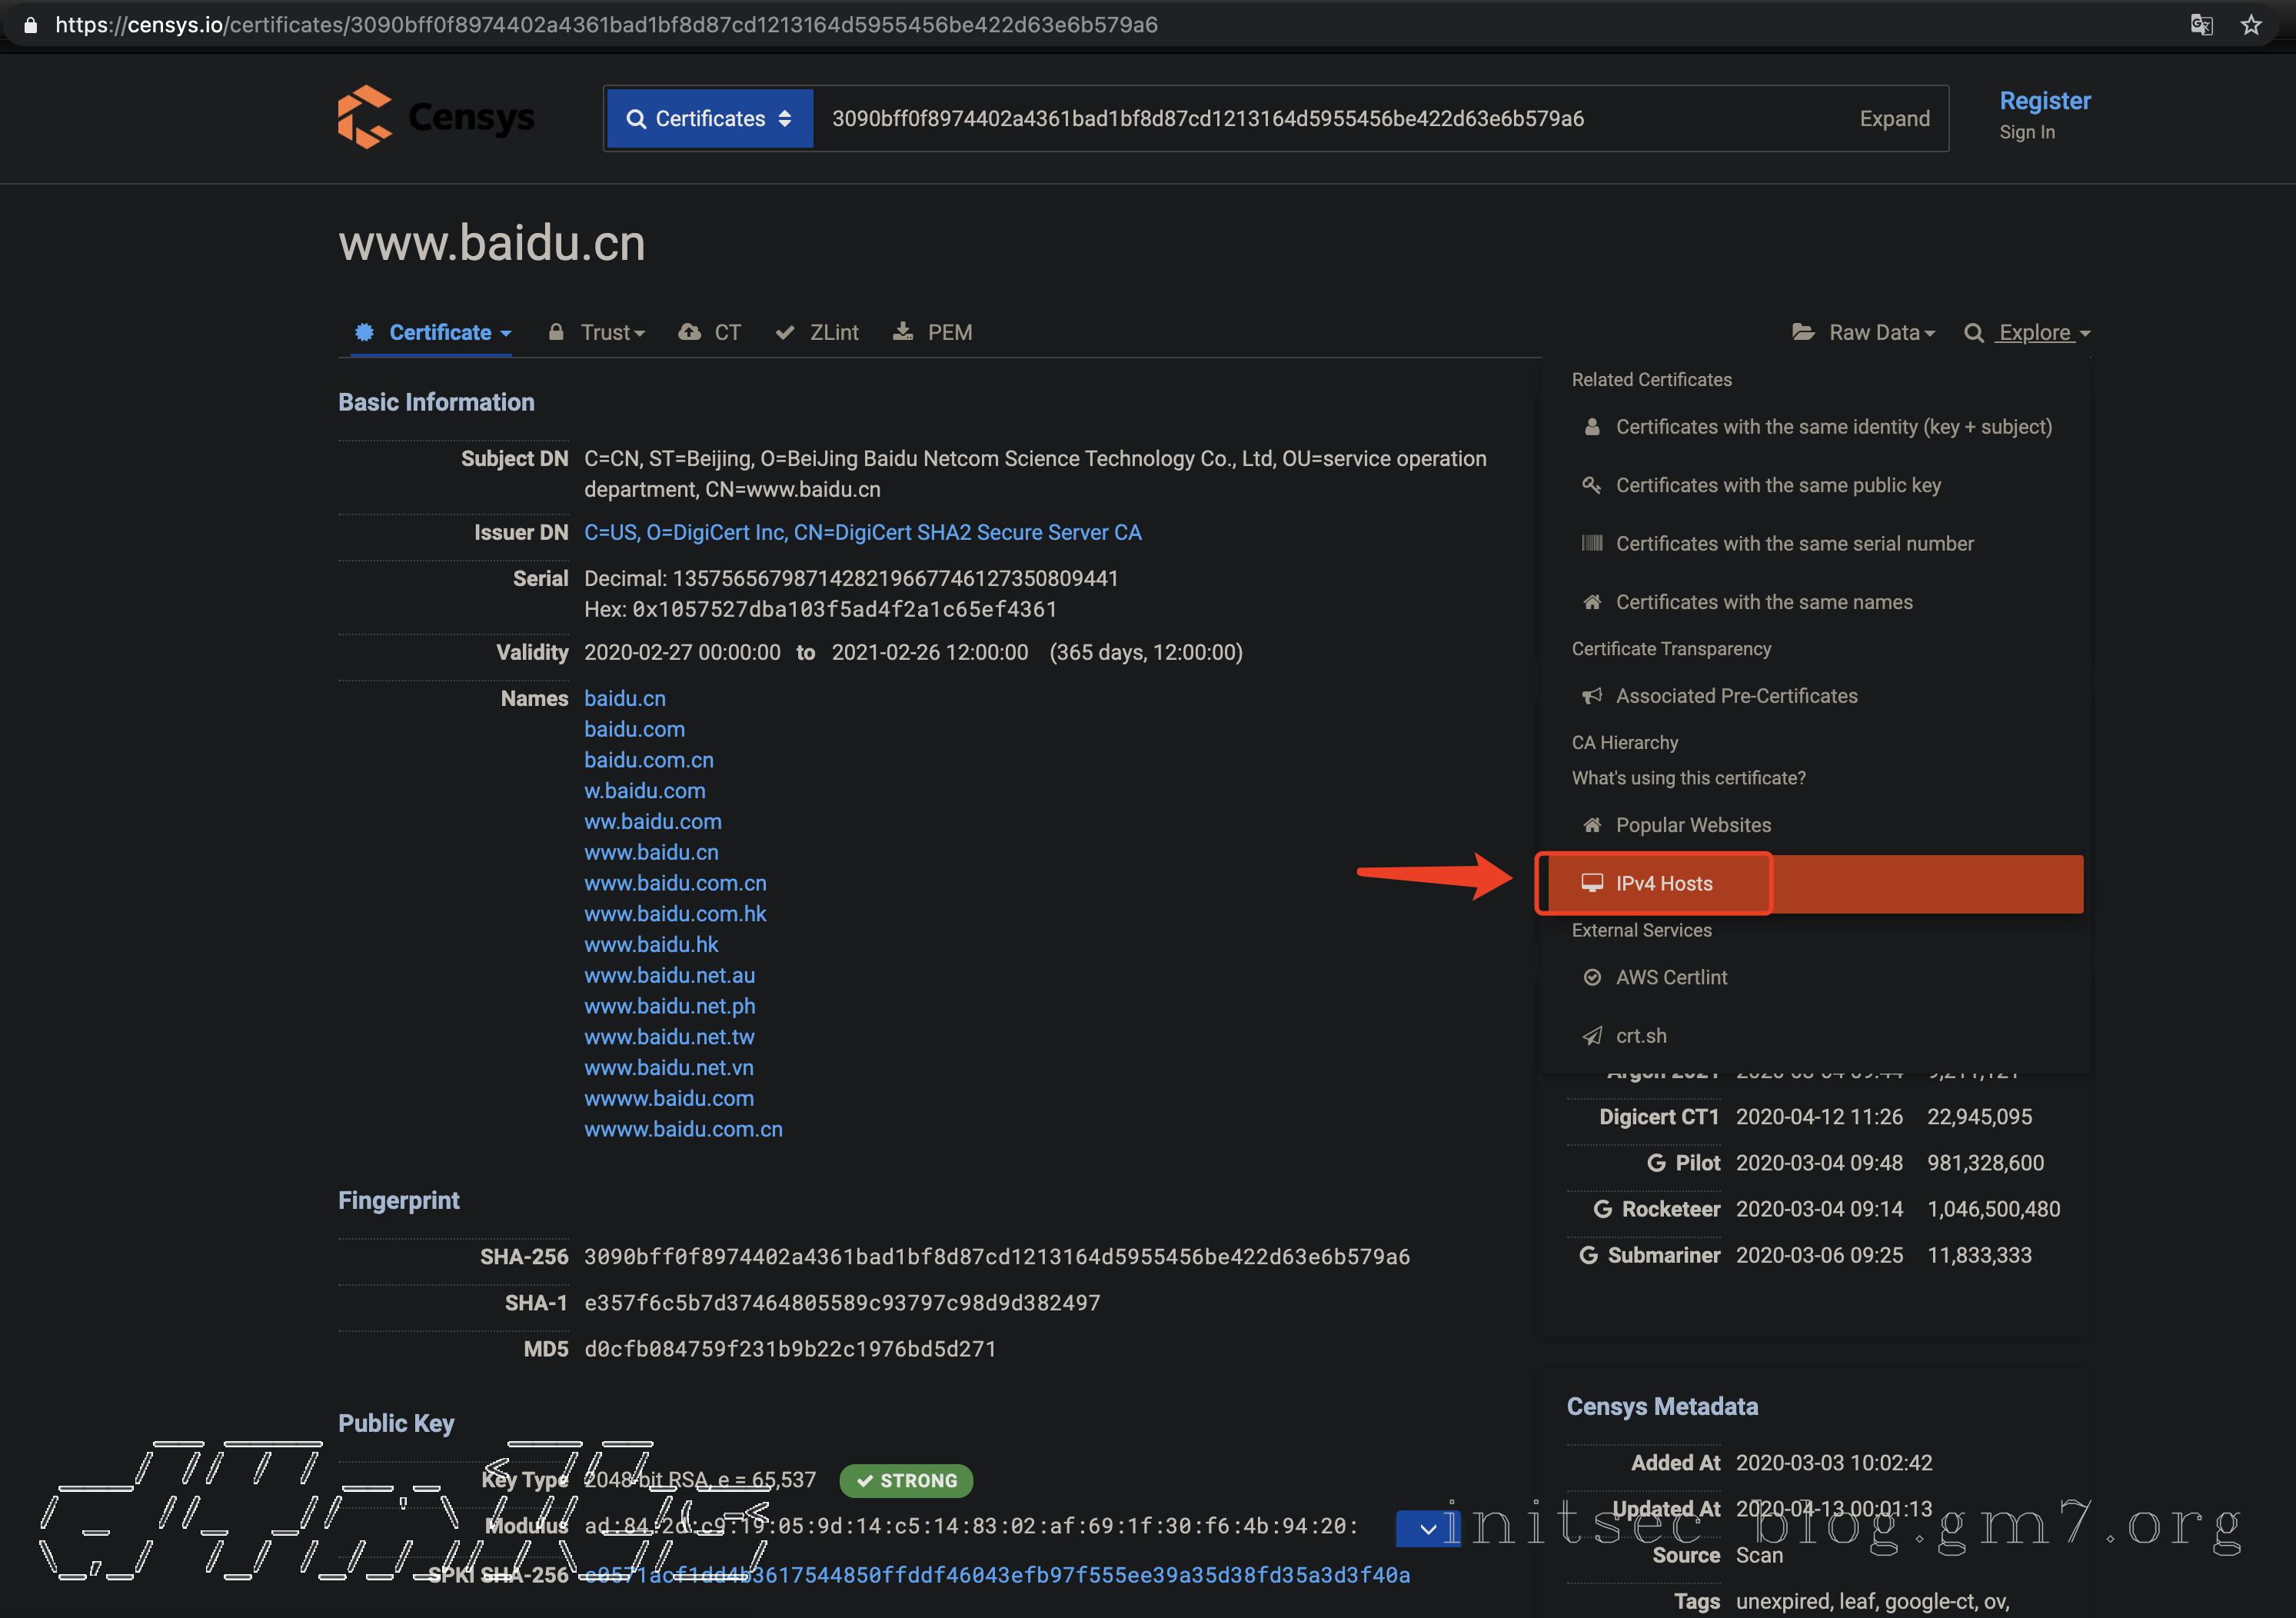 https://censys.io/certificates/3090bff0f8974402a4361bad1bf8d87cd1213164d5955456be422d63e6b579a6
Censys
Certificates
3090bff0f8974402a4361bad1bf8d87cd1213164d5955456be422d63e6b579a6
Expand
Register
Sign In
www.baidu.cn
Certificate
Trust
CT
ZLint
PEM
Raw Data
Explore
Basic Information
Subject DN C=CN, ST=Beijing, O=BeiJing Baidu Netcom Science Technology Co., Ltd, OU=service operation
department, CN=www.baidu.cn
Issuer DN C=US, O=DigiCert Inc, CN=DigiCert SHA2 Secure Server CA
Serial Decimal: 13575656798714282196677461273508094​41
Hex: 0x1057527dba103f5ad4f2a1c65ef4361
Validity 2020-02-27 00:00:00 to 2021-02-26 12:00:00 (365 days, 12:00:00)
Names baidu.cn
baidu.com
baidu.com.cn
w.baidu.com
ww.baidu.com
www.baidu.cn
www.baidu.com.cn
www.baidu.com.hk
www.baidu.hk
www.baidu.net.au
www.baidu.net.ph
www.baidu.net.tw
www.baidu.net.vn
wwww.baidu.com
wwww.baidu.com.cn
Fingerprint
SHA-256 3090bff0f8974402a4361bad1bf8d87cd1213164d5955456be422d63e6b579a6
SHA-1 e357f6c5b7d37464805589c93797c98d9d382497
MD5 d0cfb084759f231b9b22c1976bd5d271
Public Key
Key Type 2048-bit RSA, e = 65,537 STRONG
Modulus ad:84:2d:c9:19:05:9d:14:c5:14:83:02:af:69:1f:30:f6:4b:94:20:
SPKI SHA-256 c0571acf1dd4b3617544850ffddf46043efb97f555ee39a35d38fd35a3d3f40a
Related Certificates
Certificates with the same identity (key + subject)
Certificates with the same public key
Certificates with the same serial number
Certificates with the same names
Certificate Transparency
Associated Pre-Certificates
CA Hierarchy
What's using this certificate?
Popular Websites
IPv4 Hosts
External Services
AWS Certlint
crt.sh
Digicert CT1 2020-04-12 11:26 22,945,095
Pilot 2020-03-04 09:48 981,328,600
Rocketeer 2020-03-04 09:14 1,046,500,480
Submariner 2020-03-06 09:25 11,833,333
Censys Metadata
Added At 2020-03-03 10:02:42
Updated At 2020-04-13 00:01:13
Source Scan
Tags unexpired, leaf, google-ct, ov,
initsec blog.gm7.org